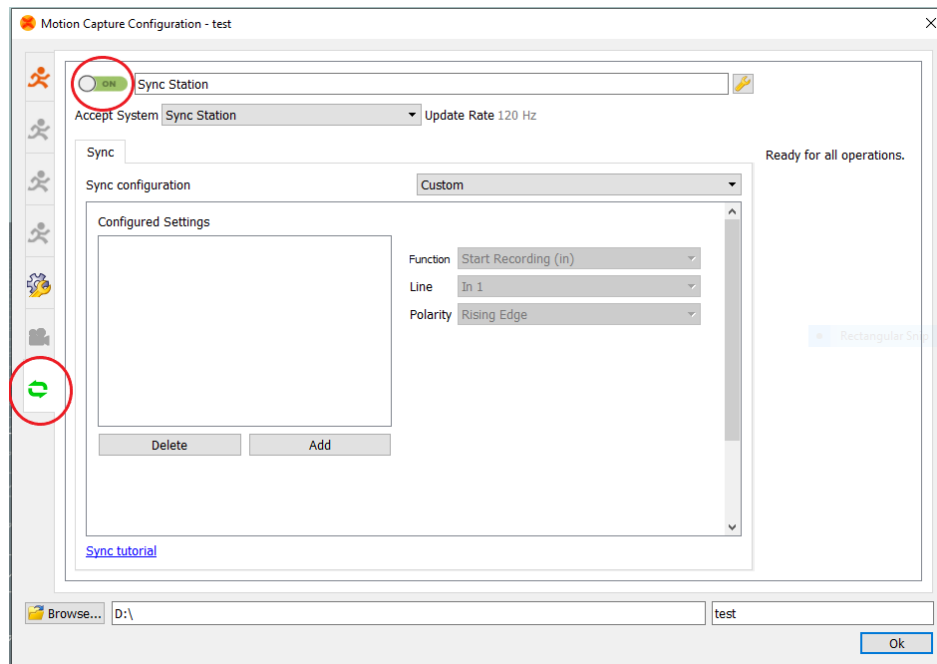 Motion Capture Configuration - test
ON
Sync Station
Accept System Sync Station Update Rate 120 Hz
Sync
Ready for all operations.
Sync configuration Custom
Configured Settings
Function Start Recording (in)
Line In 1
Polarity Rising Edge
Rectangular Snip
Delete Add
Sync tutorial
Browse... D:\ test
Ok